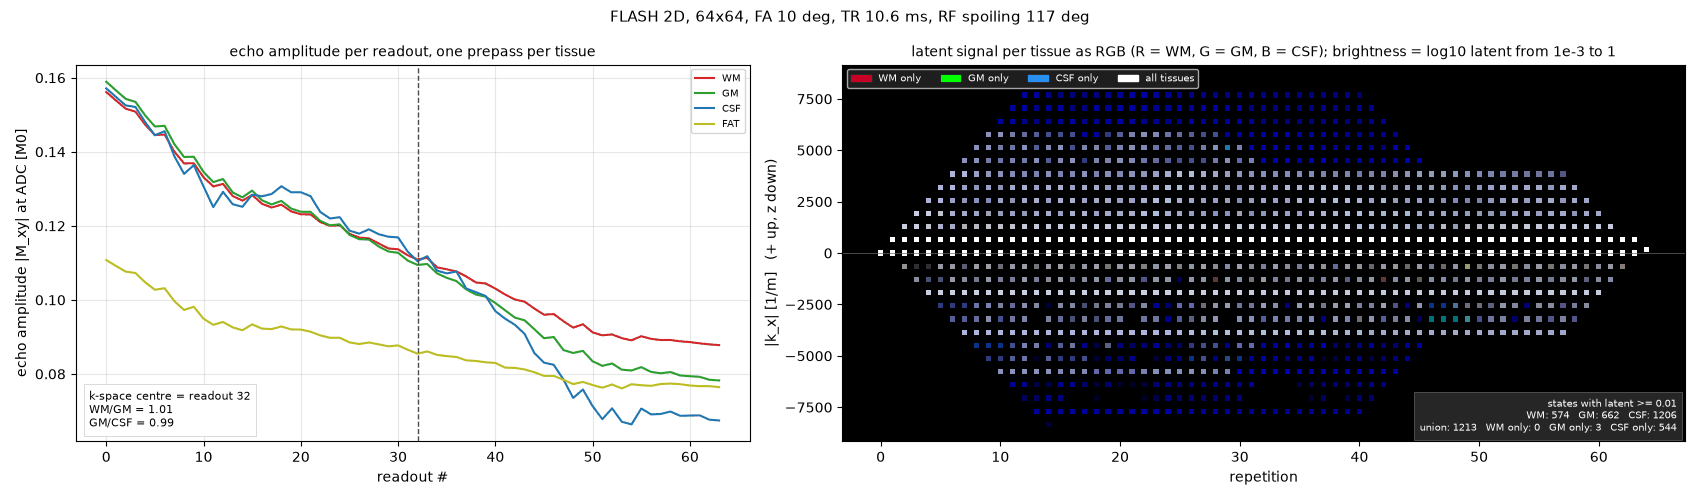 FLASH 2D, 64x64, FA 10 deg, TR 10.6 ms, RF spoiling 117 deg
echo amplitude per readout, one prepass per tissue
echo amplitude |M_xy| at ADC [M0]
0.16
0.14
0.12
0.10
0.08
WM
GM
CSF
FAT
k-space centre = readout 32
WM/GM = 1.01
GM/CSF = 0.99
0
10
20
30
40
50
60
readout #
latent signal per tissue as RGB (R = WM, G = GM, B = CSF); brightness = log10 latent from 1e-3 to 1
WM only
GM only
CSF only
all tissues
|k_x| [1/m]  (+ up, z down)
7500
5000
2500
0
−2500
−5000
−7500
states with latent >= 0.01
WM: 574   GM: 662   CSF: 1206
union: 1213   WM only: 0   GM only: 3   CSF only: 544
0
10
20
30
40
50
60
repetition